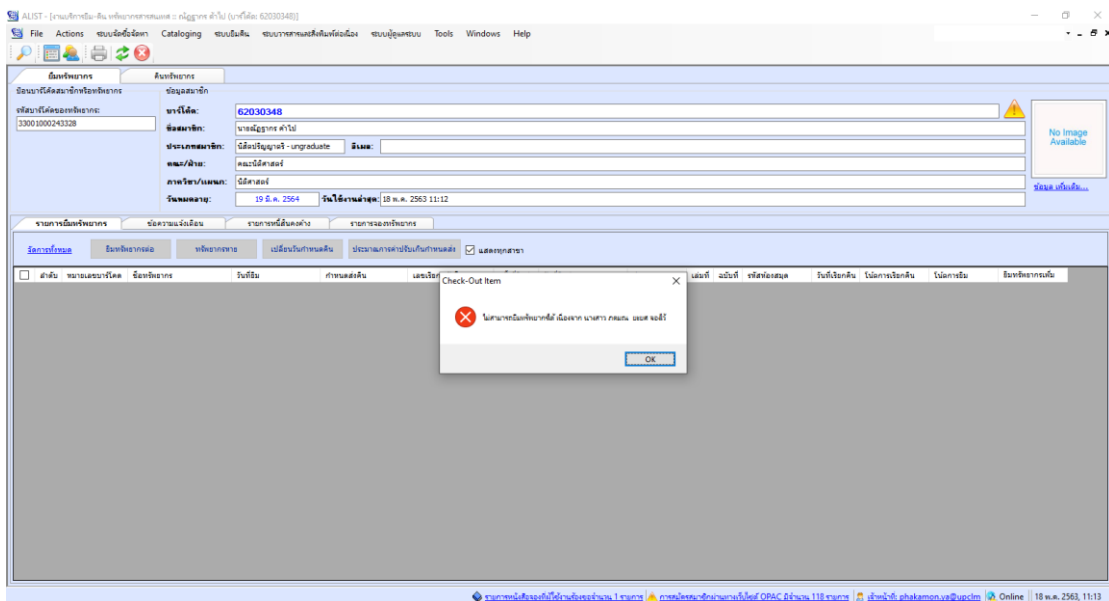 ALIST - [งานบริการยืม-คืน ทรัพยากรสารสนเทศ :: ณัฏฐากร คำไป (บาร์โค้ด: 62030348)]
File Actions ระบบจัดซื้อจัดหา Cataloging ระบบยืมคืน ระบบวารสารและสิ่งพิมพ์ต่อเนื่อง ระบบผู้ดูแลระบบ Tools Windows Help
ยืมทรัพยากร คืนทรัพยากร
ป้อนบาร์โค้ดสมาชิกหรือทรัพยากร ข้อมูลสมาชิก
รหัสบาร์โค้ดของทรัพยากร: บาร์โค้ด: 62030348
33001000243328 ชื่อสมาชิก: นายณัฏฐากร คำไป
No Image Available
ประเภทสมาชิก: นิสิตปริญญาตรี - ungraduate อีเมล:
คณะ/ฝ่าย: คณะนิติศาสตร์
ภาควิชา/แผนก: นิติศาสตร์
ข้อมูล เพิ่มเติม...
วันหมดอายุ: 19 มิ.ค. 2564 วันใช้งานล่าสุด: 18 พ.ค. 2563 11:12
รายการยืมทรัพยากร ข้อความแจ้งเตือน รายการหนี้สินคงค้าง รายการจองทรัพยากร
จัดการทั้งหมด ยืมทรัพยากรต่อ ทรัพยากรหาย เปลี่ยนวันกำหนดคืน ประมาณการค่าปรับเกินกำหนดส่ง แสดงทุกสาขา
ลำดับ หมายเลขบาร์โคด ชื่อทรัพยากร วันที่ยืม กำหนดส่งคืน เลขเรียก เล่มที่ ฉบับที่ รหัสห้องสมุด วันที่เรียกคืน โน้ตการเรียกคืน โน้ตการยืม ยืมทรัพยากรเพิ่ม
Check-Out Item
ไม่สามารถยืมทรัพยากรได้ เนื่องจาก นางสาว ภคมณ ยะมศ จองไว้
OK
รายการหนังสือจองที่มีใช้งานร้องขอจำนวน 1 รายการ การสมัครสมาชิกผ่านทางเว็บไซต์ OPAC มีจำนวน 118 รายการ เจ้าหน้าที่: phakamon.ya@upclm Online 18 พ.ค. 2563, 11:13